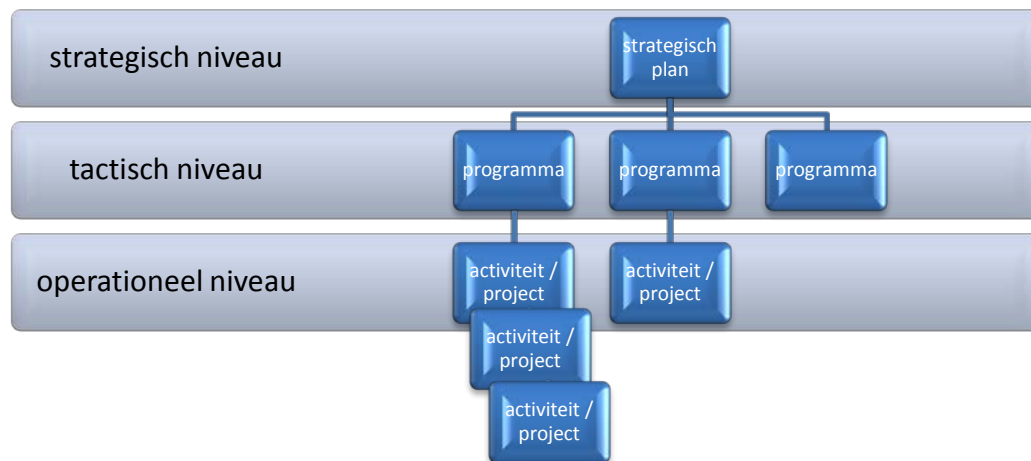 strategisch niveau
strategisch
plan
tactisch niveau
programma
programma
programma
operationeel niveau
activiteit /
project
activiteit /
project
activiteit /
project
activiteit /
project